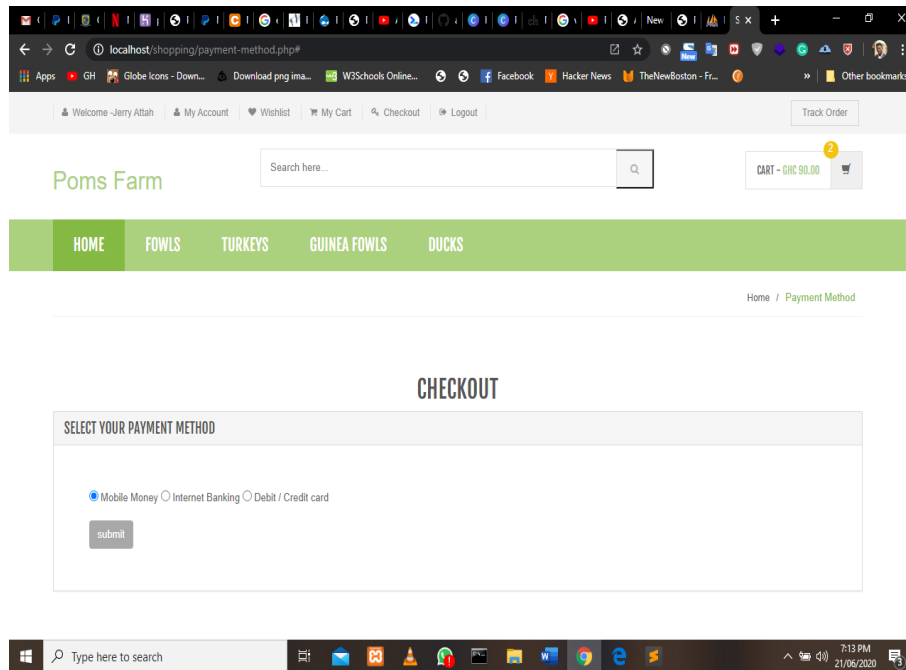 localhost/shopping/payment-method.php#
Apps GH Globe Icons - Down... Download png ima... W3Schools Online... Facebook Hacker News TheNewBoston - Fr... » Other bookmarks
Welcome -Jerry Attah My Account Wishlist My Cart Checkout Logout Track Order
Poms Farm
Search here...
2
CART - GHC 90.00
HOME FOWLS TURKEYS GUINEA FOWLS DUCKS
Home / Payment Method
CHECKOUT
SELECT YOUR PAYMENT METHOD
Mobile Money Internet Banking Debit / Credit card
submit
Type here to search
7:13 PM
21/06/2020